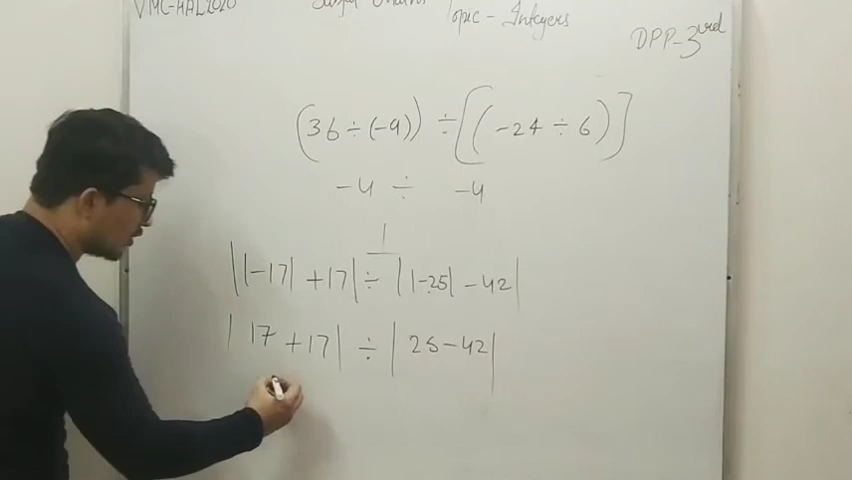 VMC-HAL2020 Topic - Integers
DPP-3rd
(36 ÷ (-9)) ÷ [(-24 ÷ 6)]
-4 ÷ -4
1
||-17| + 17| ÷ ||-25| - 42|
|17 + 17| ÷ |25 - 42|